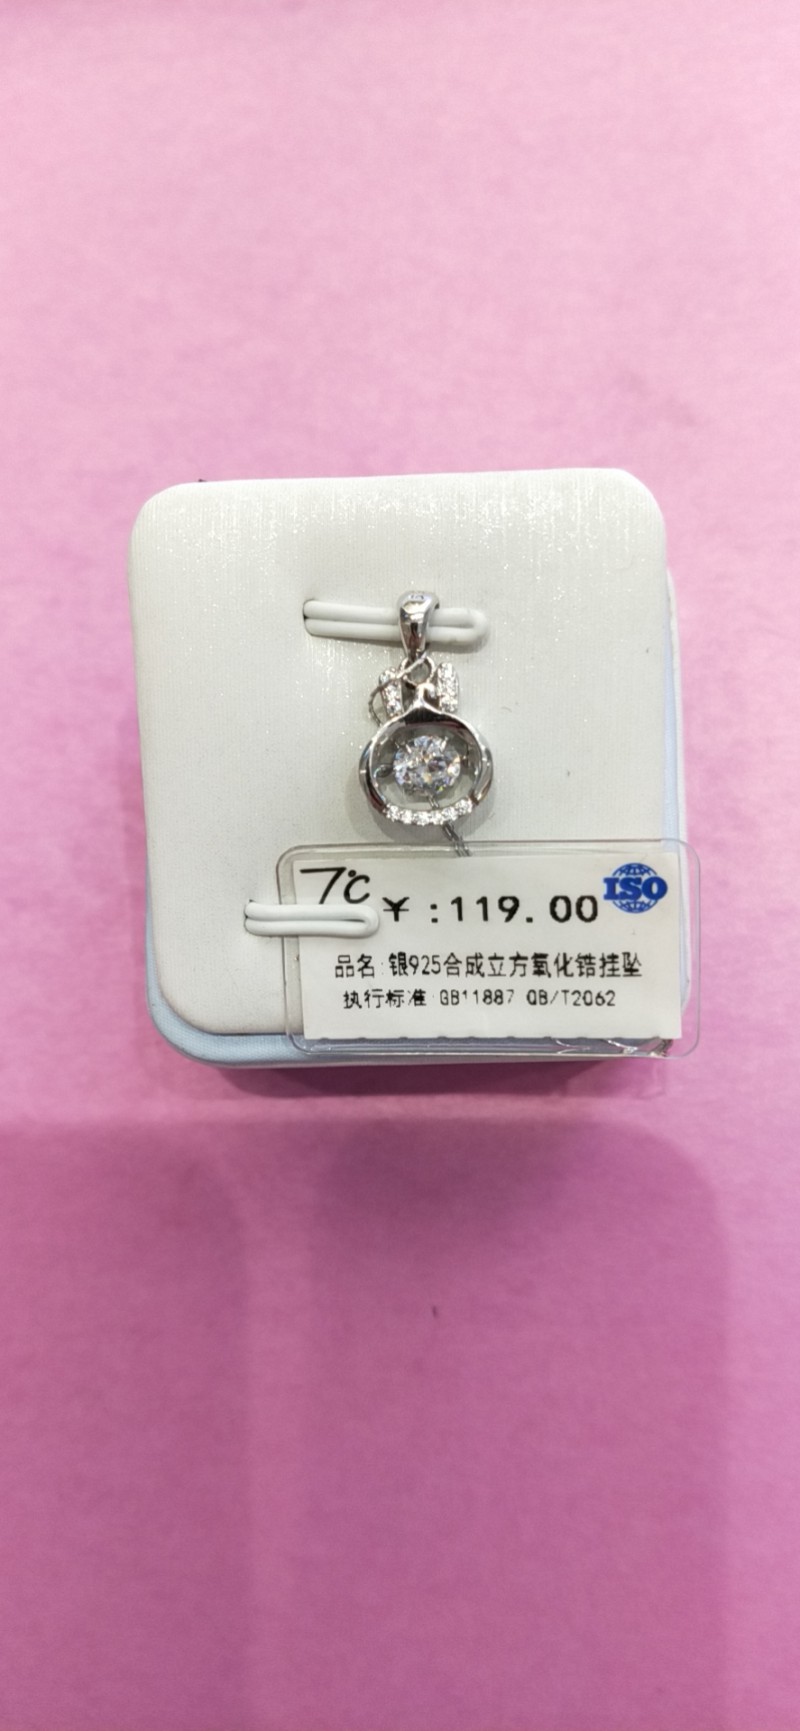 7℃
¥:119.00
ISO
品名:银925合成立方氧化锆挂坠
执行标准:GB11887 QB/T2062